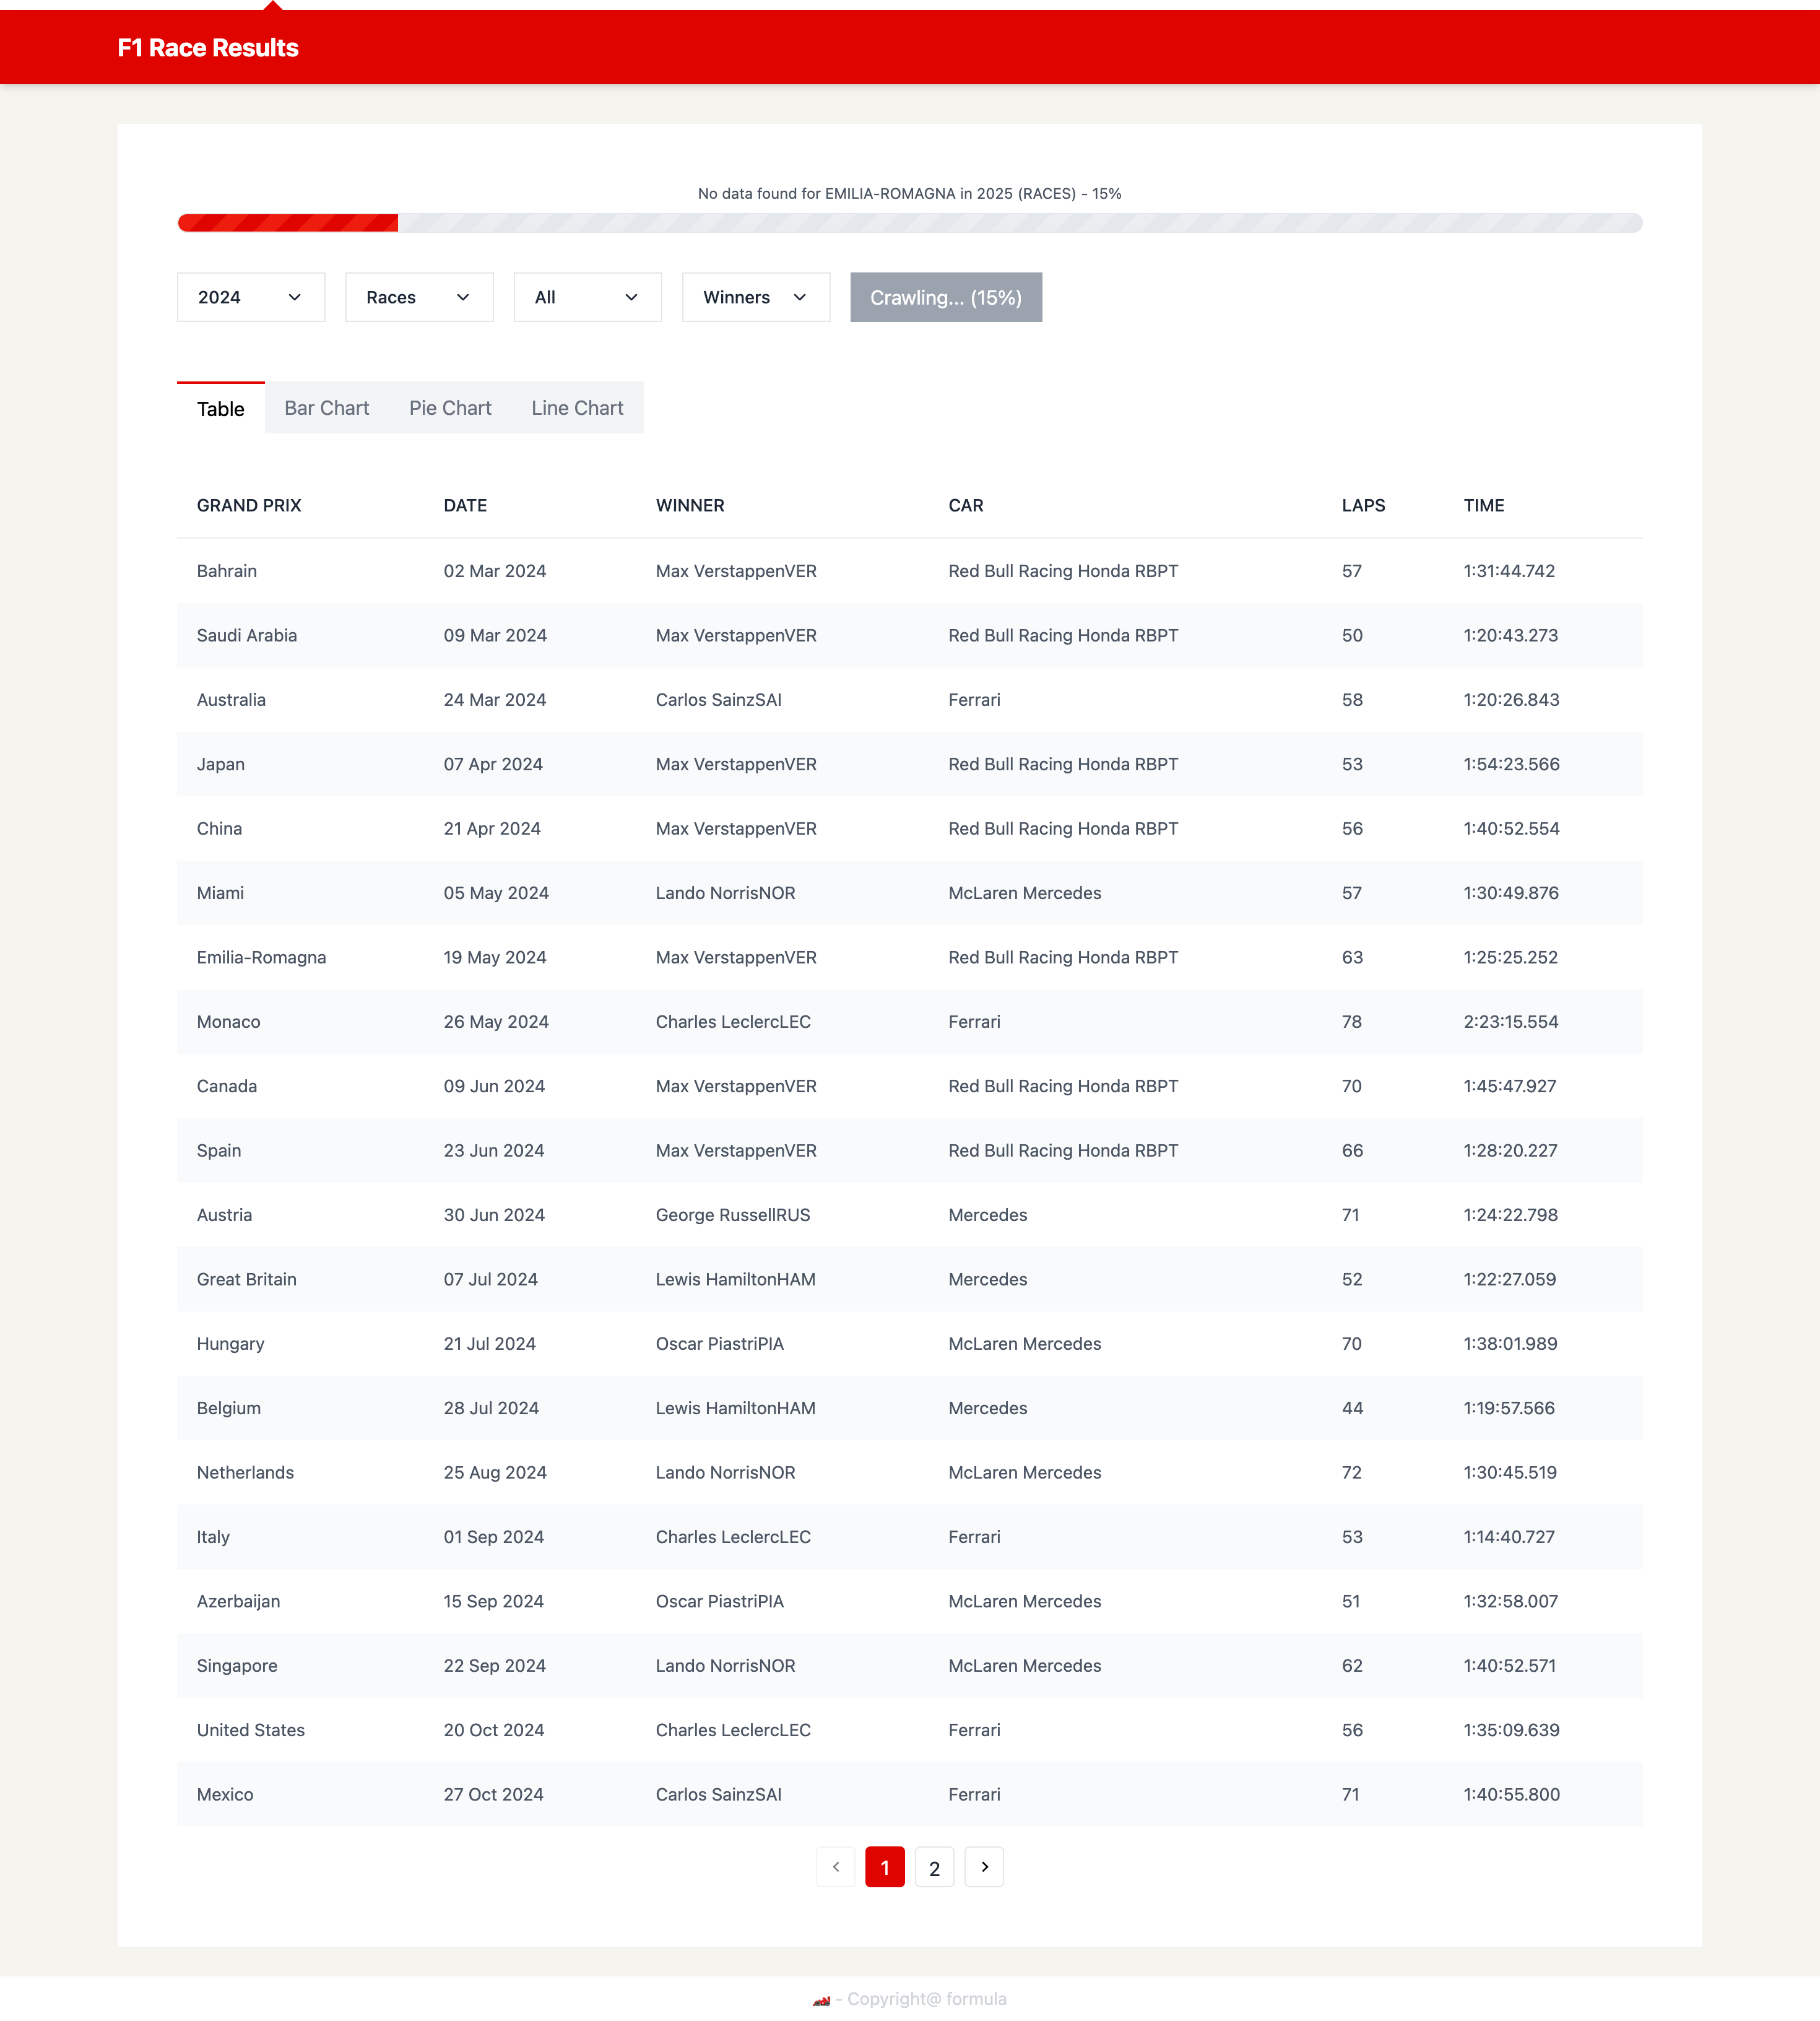 F1 Race Results
No data found for EMILIA-ROMAGNA in 2025 (RACES) - 15%
2024 Races All Winners Crawling... (15%)
Table Bar Chart Pie Chart Line Chart
GRAND PRIX DATE WINNER CAR LAPS TIME
Bahrain 02 Mar 2024 Max VerstappenVER Red Bull Racing Honda RBPT 57 1:31:44.742
Saudi Arabia 09 Mar 2024 Max VerstappenVER Red Bull Racing Honda RBPT 50 1:20:43.273
Australia 24 Mar 2024 Carlos SainzSAI Ferrari 58 1:20:26.843
Japan 07 Apr 2024 Max VerstappenVER Red Bull Racing Honda RBPT 53 1:54:23.566
China 21 Apr 2024 Max VerstappenVER Red Bull Racing Honda RBPT 56 1:40:52.554
Miami 05 May 2024 Lando NorrisNOR McLaren Mercedes 57 1:30:49.876
Emilia-Romagna 19 May 2024 Max VerstappenVER Red Bull Racing Honda RBPT 63 1:25:25.252
Monaco 26 May 2024 Charles LeclercLEC Ferrari 78 2:23:15.554
Canada 09 Jun 2024 Max VerstappenVER Red Bull Racing Honda RBPT 70 1:45:47.927
Spain 23 Jun 2024 Max VerstappenVER Red Bull Racing Honda RBPT 66 1:28:20.227
Austria 30 Jun 2024 George RussellRUS Mercedes 71 1:24:22.798
Great Britain 07 Jul 2024 Lewis HamiltonHAM Mercedes 52 1:22:27.059
Hungary 21 Jul 2024 Oscar PiastriPIA McLaren Mercedes 70 1:38:01.989
Belgium 28 Jul 2024 Lewis HamiltonHAM Mercedes 44 1:19:57.566
Netherlands 25 Aug 2024 Lando NorrisNOR McLaren Mercedes 72 1:30:45.519
Italy 01 Sep 2024 Charles LeclercLEC Ferrari 53 1:14:40.727
Azerbaijan 15 Sep 2024 Oscar PiastriPIA McLaren Mercedes 51 1:32:58.007
Singapore 22 Sep 2024 Lando NorrisNOR McLaren Mercedes 62 1:40:52.571
United States 20 Oct 2024 Charles LeclercLEC Ferrari 56 1:35:09.639
Mexico 27 Oct 2024 Carlos SainzSAI Ferrari 71 1:40:55.800
1 2
- Copyright@ formula